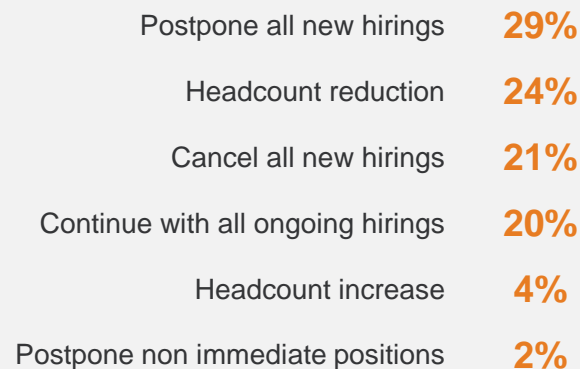 Postpone all new hirings 29%
Headcount reduction 24%
Cancel all new hirings 21%
Continue with all ongoing hirings 20%
Headcount increase 4%
Postpone non immediate positions 2%